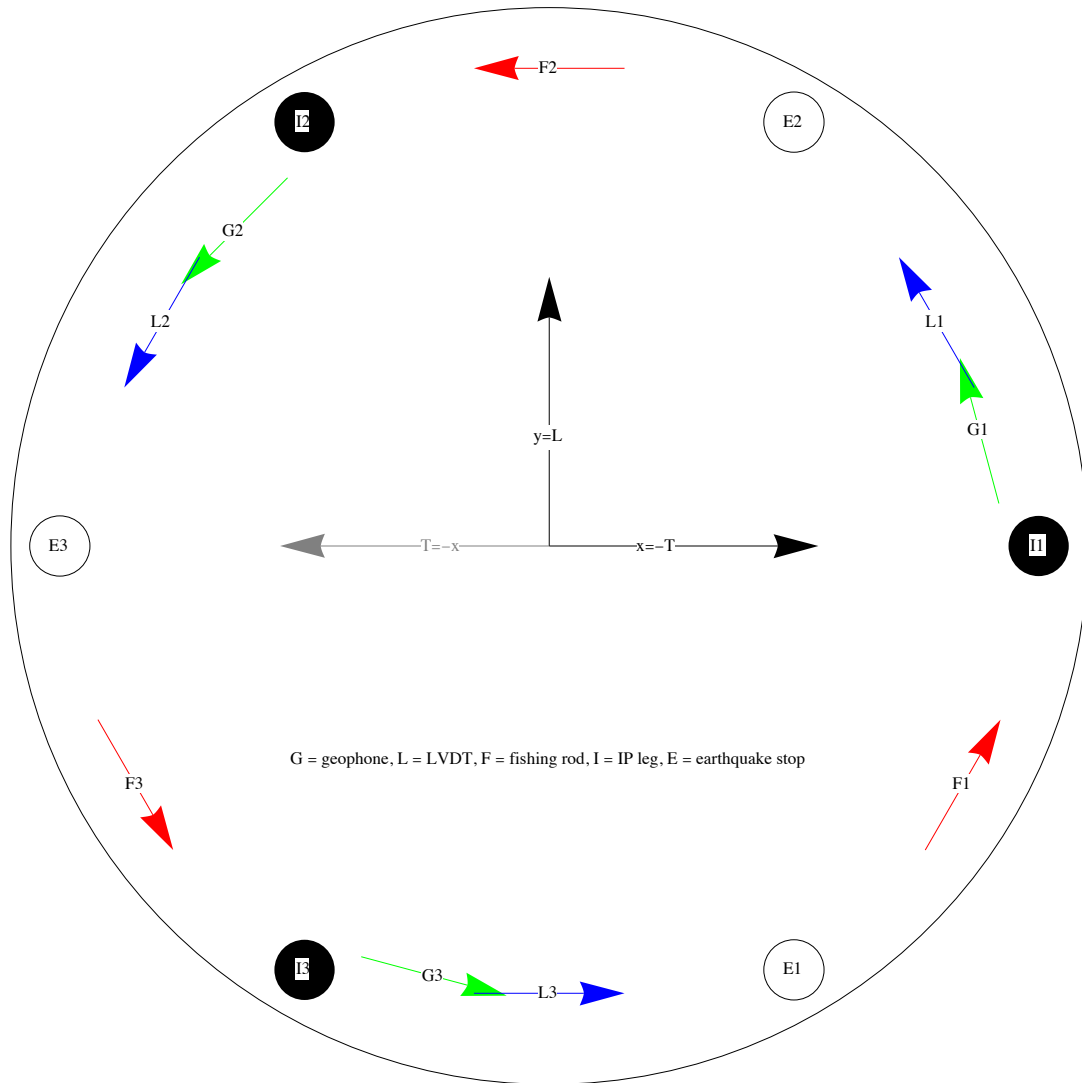 F2
I2
E2
G2
L2
L1
G1
y=L
E3
T=−x
x=−T
I1
G = geophone, L = LVDT, F = fishing rod, I = IP leg, E = earthquake stop
F3
F1
I3
G3
L3
E1